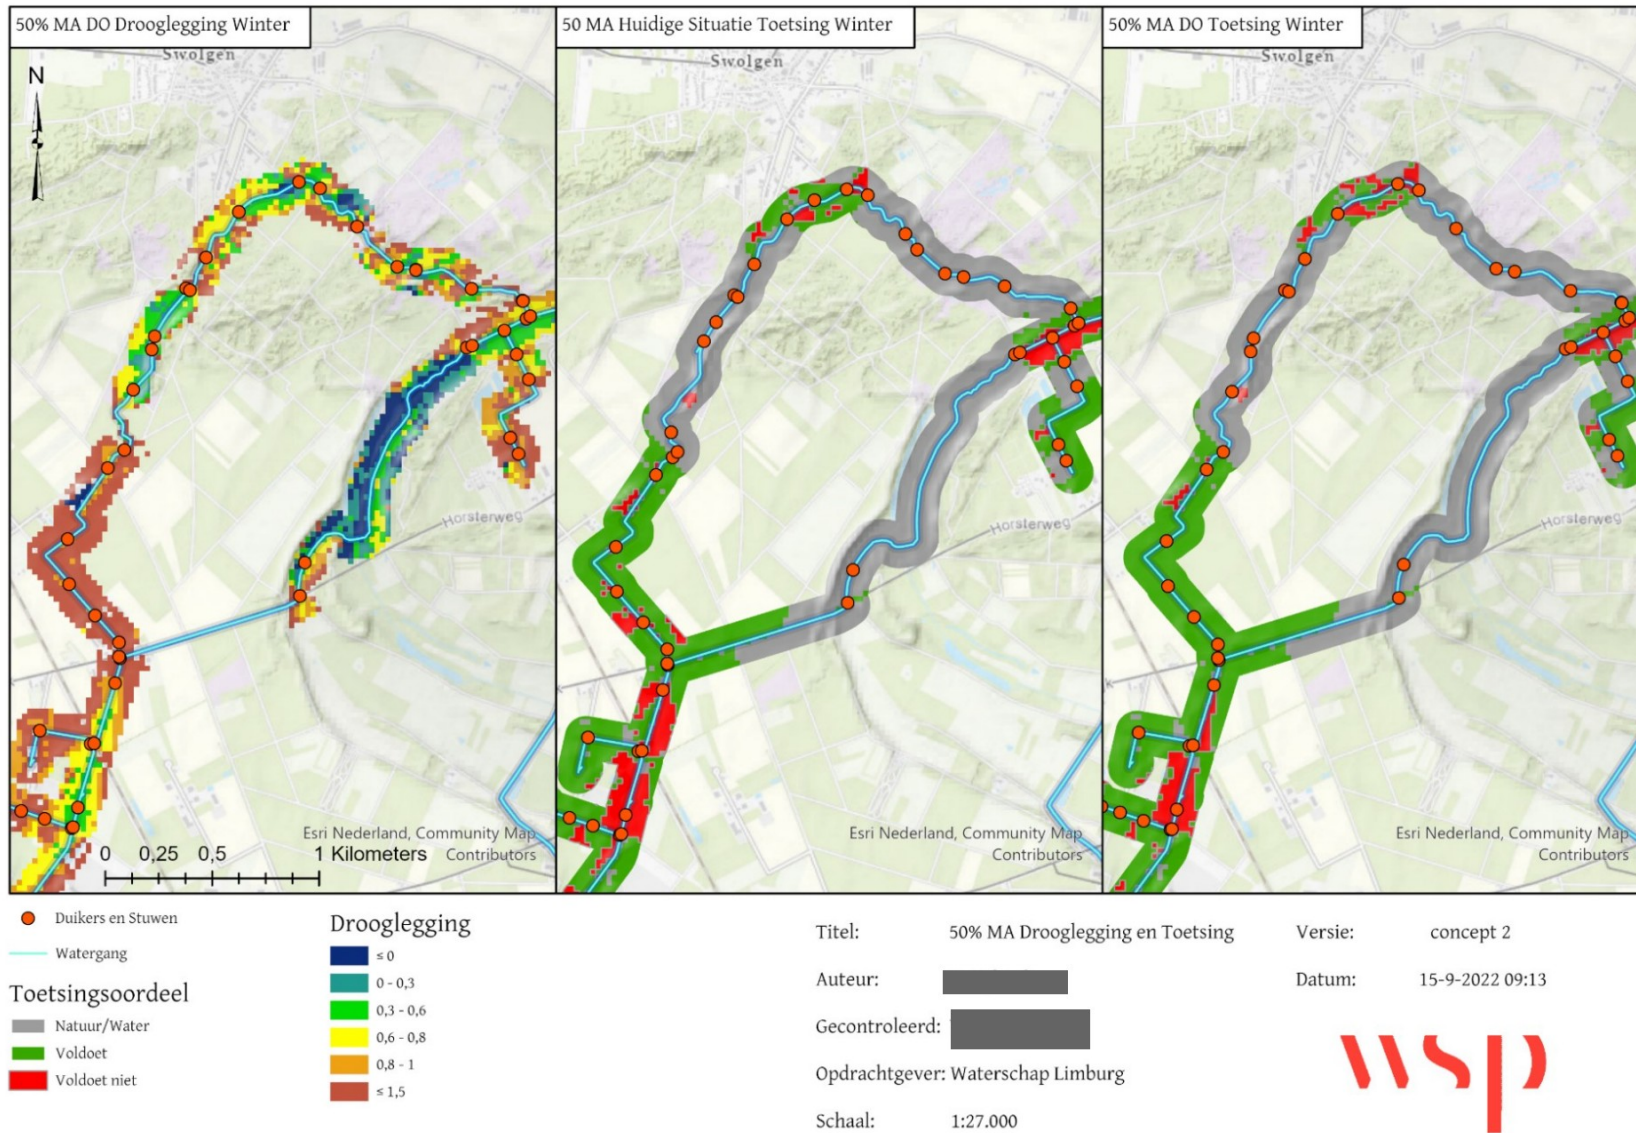 50% MA DO Drooglegging Winter
50 MA Huidige Situatie Toetsing Winter
50% MA DO Toetsing Winter
Swolgen
Swolgen
Swolgen
N
Horsterweg
Horsterweg
Horsterweg
k
k
Esri Nederland, Community Map
Contributors
Esri Nederland, Community Map
Contributors
Esri Nederland, Community Map
Contributors
0 0,25 0,5 1 Kilometers
Duikers en Stuwen
Watergang
Toetsingsoordeel
Natuur/Water
Voldoet
Voldoet niet
Drooglegging
≤ 0
0 - 0,3
0,3 - 0,6
0,6 - 0,8
0,8 - 1
≤ 1,5
Titel: 50% MA Drooglegging en Toetsing
Auteur:
Gecontroleerd:
Opdrachtgever: Waterschap Limburg
Schaal: 1:27.000
Versie: concept 2
Datum: 15-9-2022 09:13
wsp